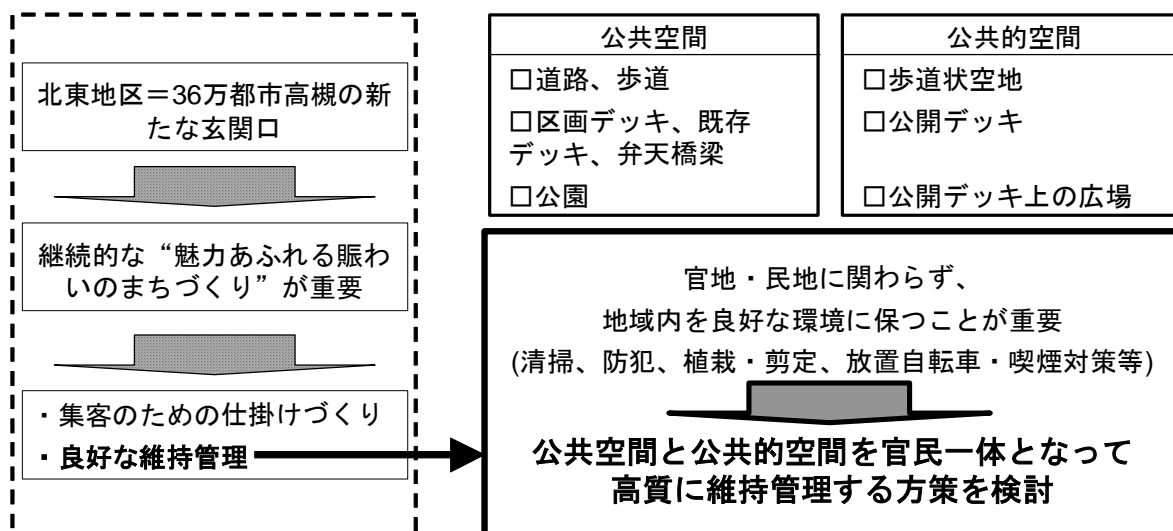 北東地区＝36万都市高槻の新
たな玄関口
継続的な“魅力あふれる賑わ
いのまちづくり”が重要
・集客のための仕掛けづくり
・良好な維持管理
公共空間
□道路、歩道
□区画デッキ、既存
デッキ、弁天橋梁
□公園
公共的空間
□歩道状空地
□公開デッキ
□公開デッキ上の広場
官地・民地に関わらず、
地域内を良好な環境に保つことが重要
(清掃、防犯、植栽・剪定、放置自転車・喫煙対策等)
公共空間と公共的空間を官民一体となって
高質に維持管理する方策を検討